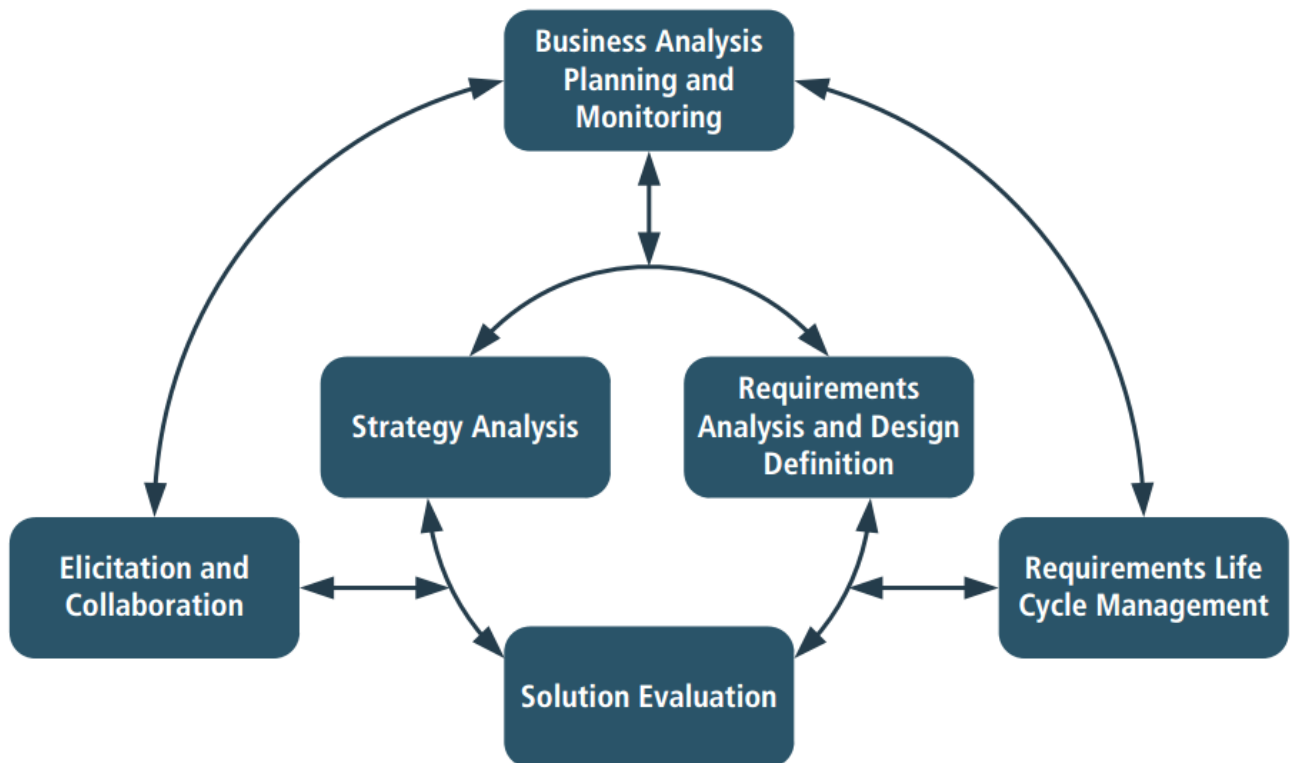 Business Analysis
Planning and
Monitoring
Strategy Analysis
Requirements
Analysis and Design
Definition
Elicitation and
Collaboration
Requirements Life
Cycle Management
Solution Evaluation